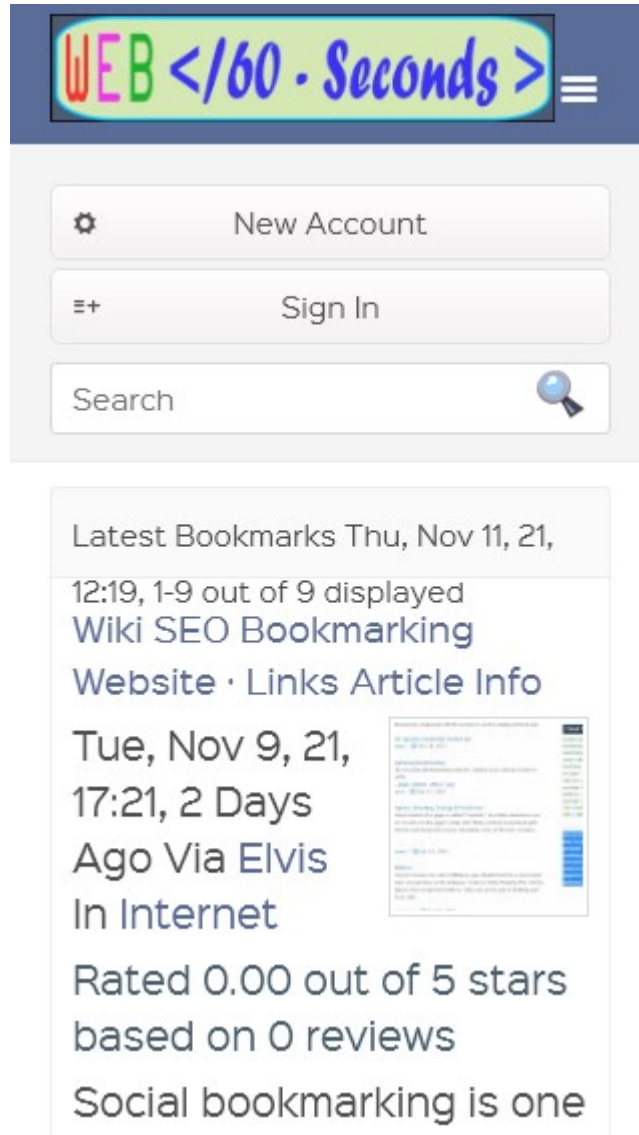 WEB </60 · Seconds >
New Account
Sign In
Search
Latest Bookmarks Thu, Nov 11, 21,
12:19, 1-9 out of 9 displayed
Wiki SEO Bookmarking
Website · Links Article Info
Tue, Nov 9, 21,
17:21, 2 Days
Ago Via Elvis
In Internet
Rated 0.00 out of 5 stars
based on 0 reviews
Social bookmarking is one